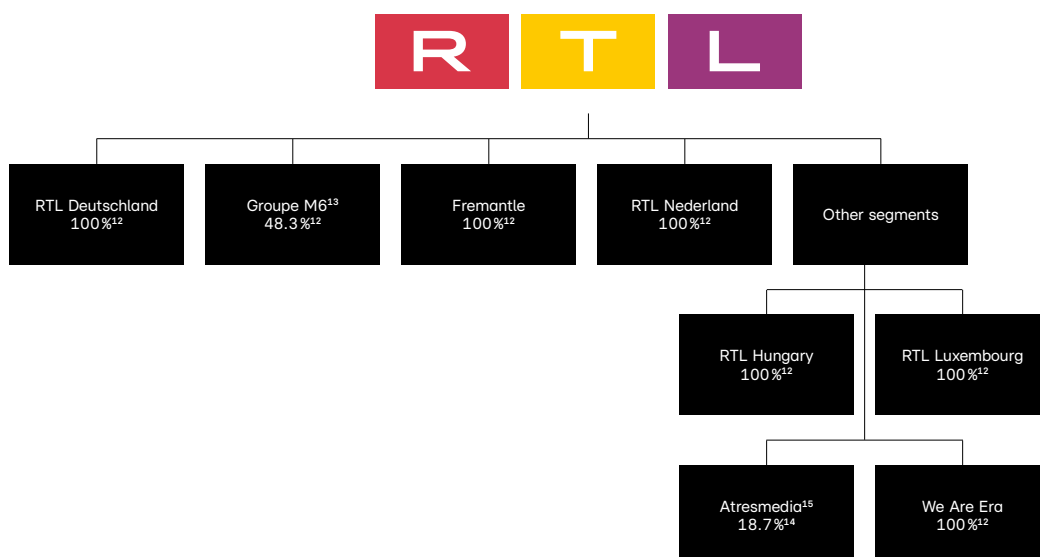 R T L
RTL Deutschland
100%¹²
Groupe M6¹³
48.3%¹²
Fremantle
100%¹²
RTL Nederland
100%¹²
Other segments
RTL Hungary
100%¹²
RTL Luxembourg
100%¹²
Atresmedia¹⁵
18.7%¹⁴
We Are Era
100%¹²